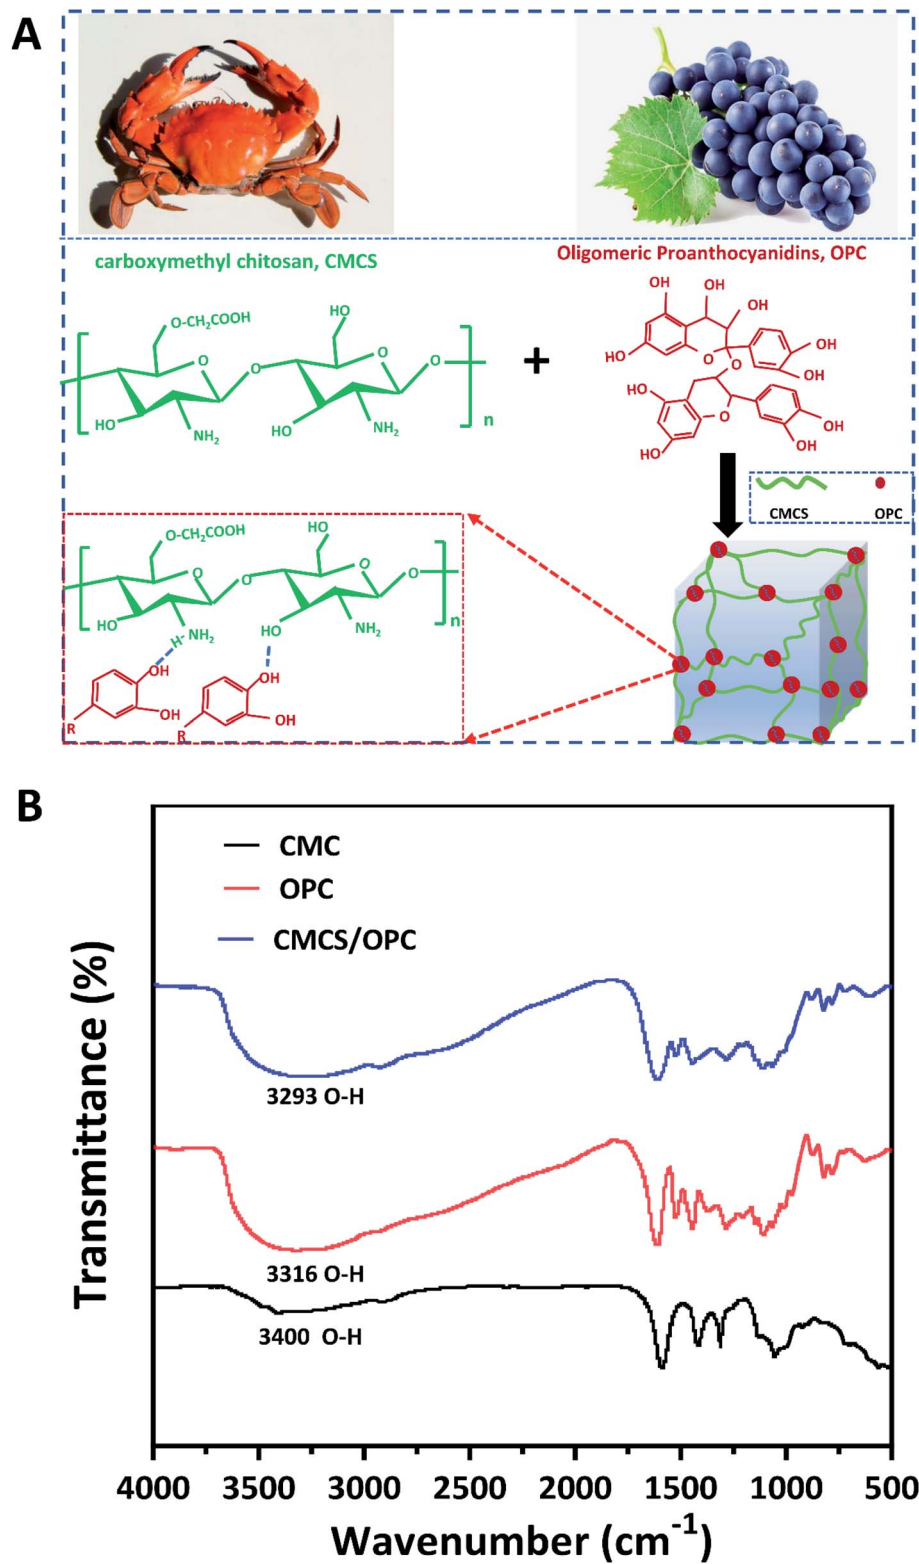 A
carboxymethyl chitosan, CMCS
Oligomeric Proanthocyanidins, OPC
O-CH₂COOH
HO
O
O
O
O
HO
NH₂
HO
NH₂
n
+
OH
OH
OH
HO
O
O
OH
OH
HO
O
OH
OH
HO
CMCS
OPC
O-CH₂COOH
HO
O
O
O
O
HO
H-NH₂
HO
NH₂
n
OH
OH
R
OH
OH
R
B
CMC
OPC
CMCS/OPC
Transmittance (%)
3293 O-H
3316 O-H
3400 O-H
4000 3500 3000 2500 2000 1500 1000 500
Wavenumber (cm⁻¹)